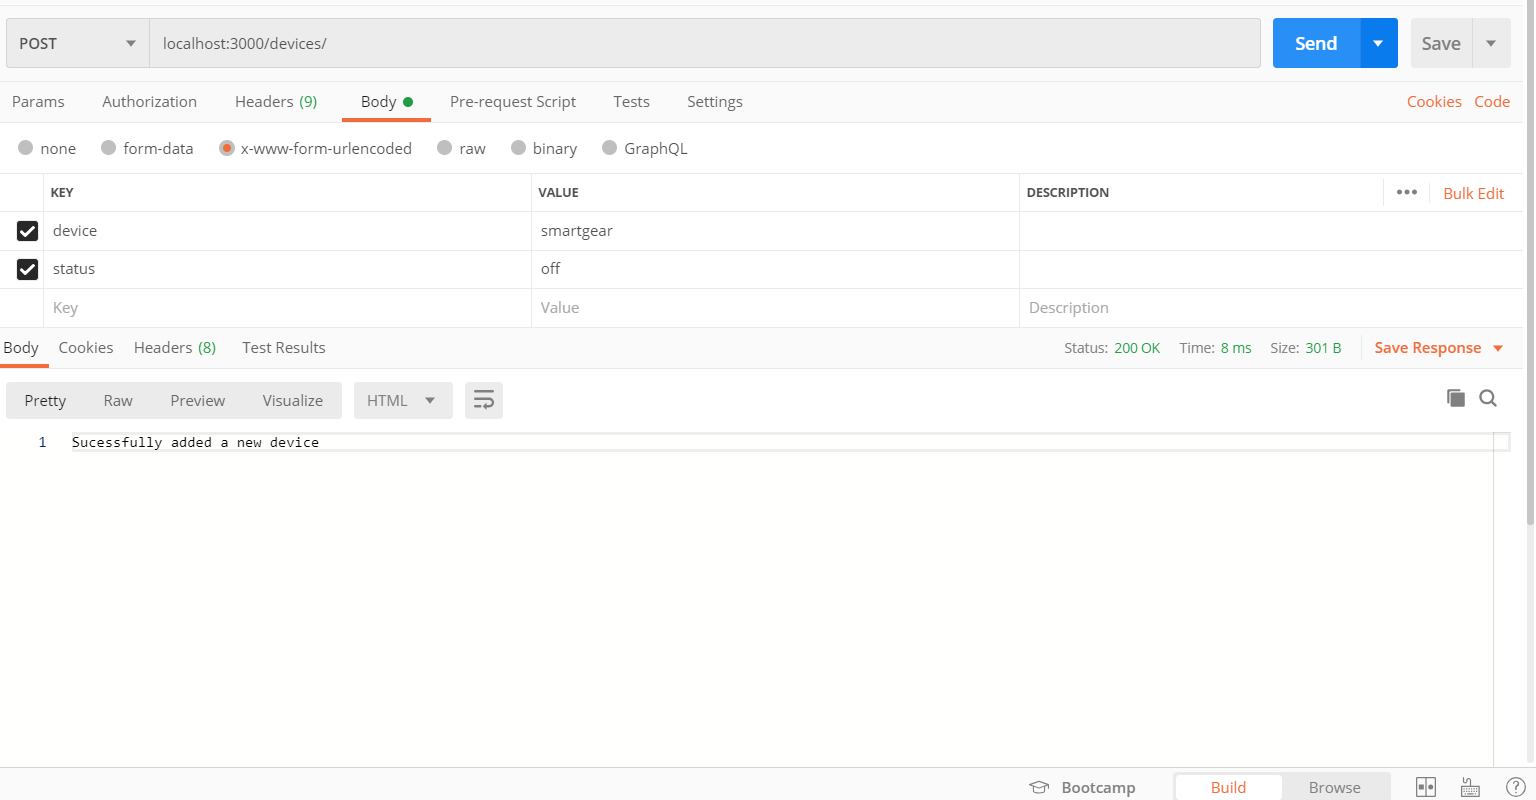 POST localhost:3000/devices/ Send Save
Params Authorization Headers (9) Body Pre-request Script Tests Settings Cookies Code
none form-data x-www-form-urlencoded raw binary GraphQL
KEY VALUE DESCRIPTION ••• Bulk Edit
device smartgear
status off
Key Value Description
Body Cookies Headers (8) Test Results Status: 200 OK Time: 8 ms Size: 301 B Save Response
Pretty Raw Preview Visualize HTML
1 Sucessfully added a new device
Bootcamp Build Browse ?